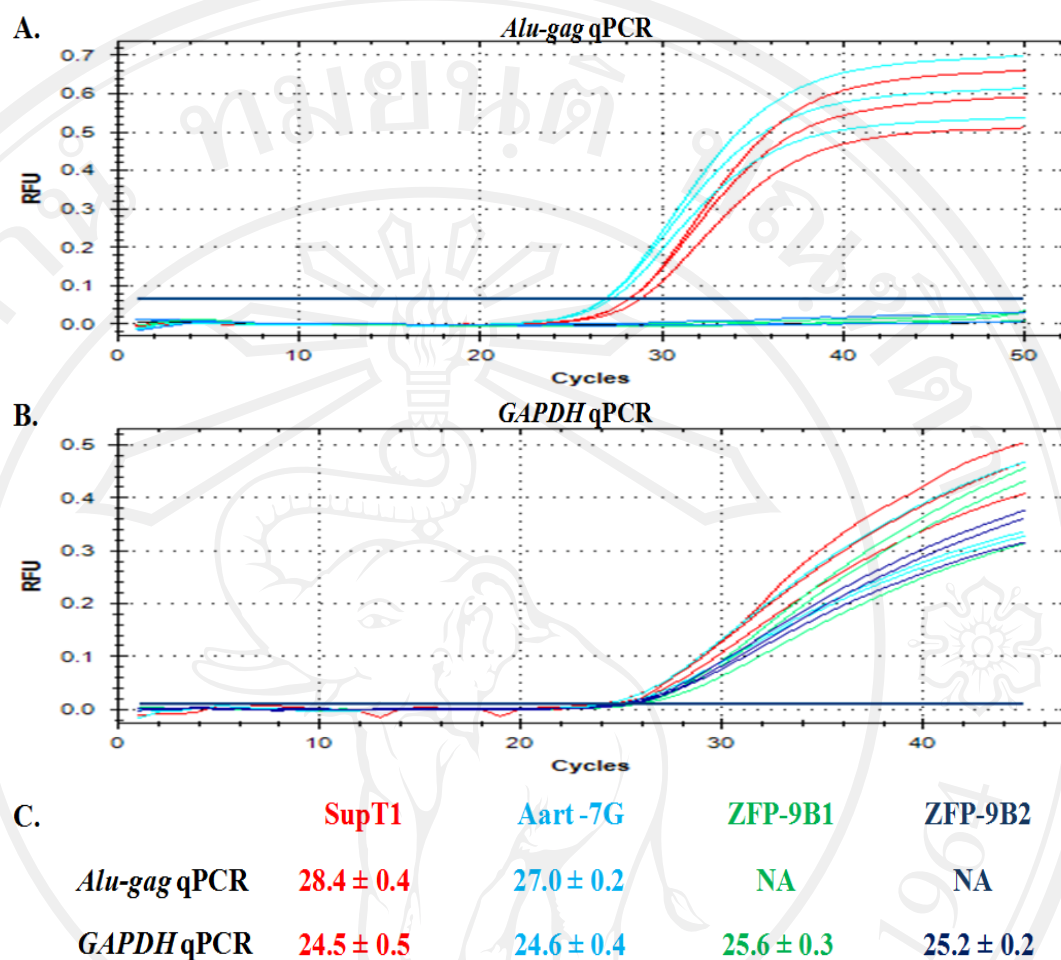 A.
Alu-gag qPCR
0.7
0.6
0.5
0.4
0.3
0.2
0.1
0.0
RFU
0 10 20 30 40 50
Cycles
B.
GAPDH qPCR
0.5
0.4
0.3
0.2
0.1
0.0
RFU
0 10 20 30 40
Cycles
C.
SupT1 Aart -7G ZFP-9B1 ZFP-9B2
Alu-gag qPCR 28.4 ± 0.4 27.0 ± 0.2 NA NA
GAPDH qPCR 24.5 ± 0.5 24.6 ± 0.4 25.6 ± 0.3 25.2 ± 0.2
1964